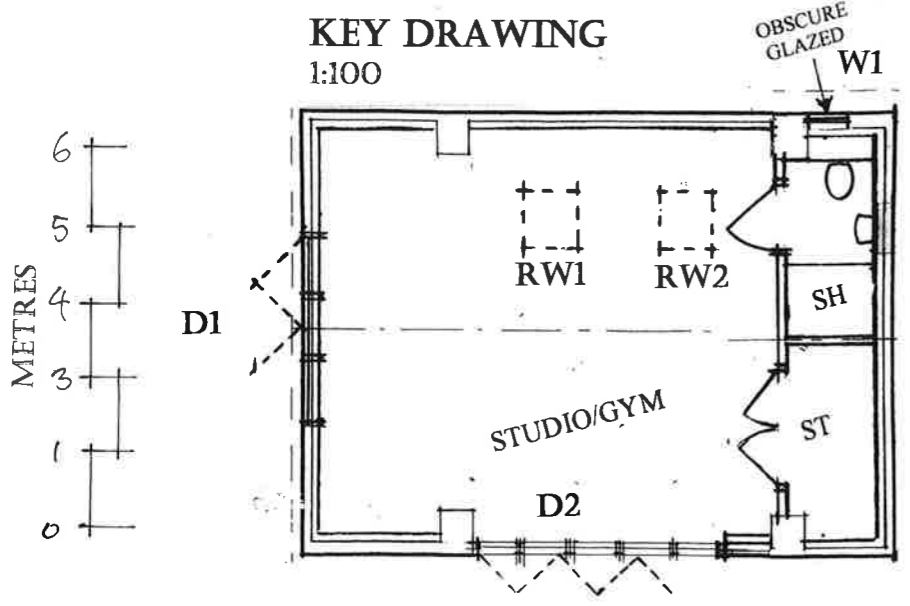 KEY DRAWING
1:100
OBSCURE
GLAZED
W1
6
5
4
3
1
0
METRES
D1
RW1
RW2
SH
STUDIO/GYM
ST
D2